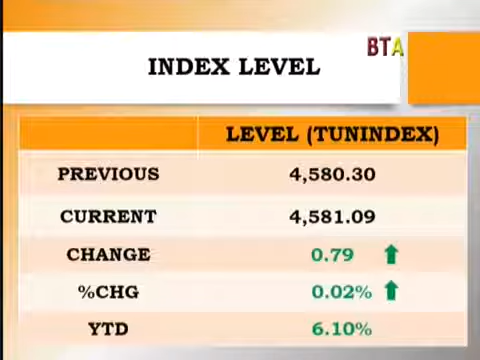 BTA
INDEX LEVEL
LEVEL (TUNINDEX)
PREVIOUS 4,580.30
CURRENT 4,581.09
CHANGE 0.79
%CHG 0.02%
YTD 6.10%